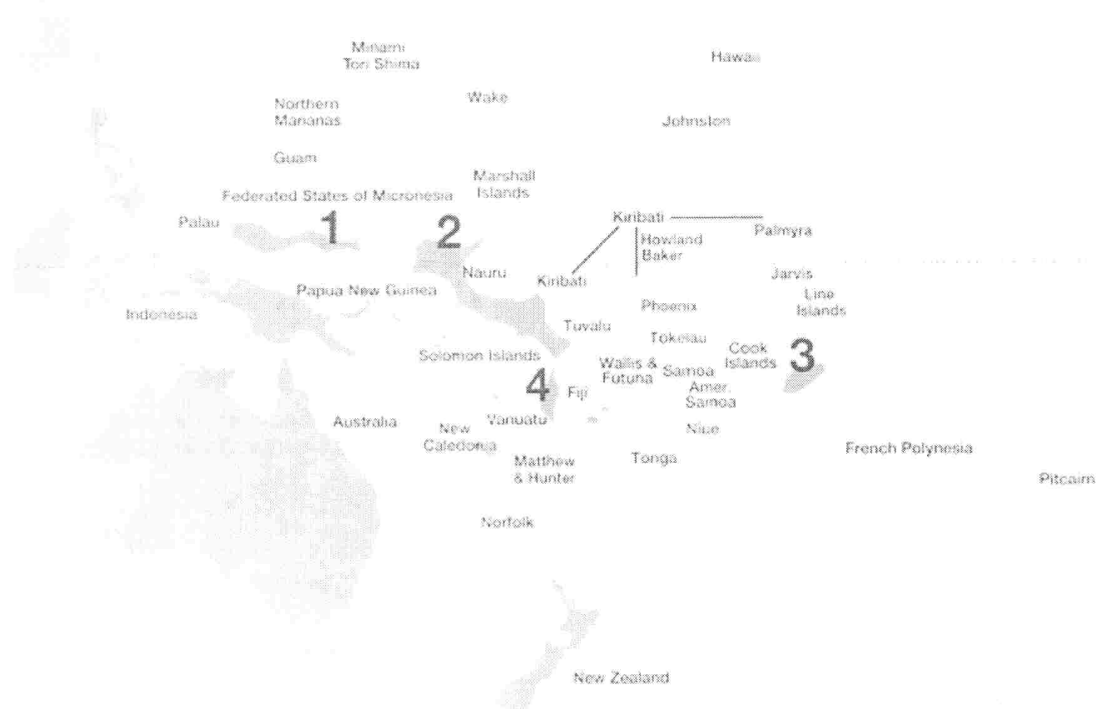 Minami
Tori Shima
Hawaii
Wake
Northern
Marianas
Johnston
Guam
Marshall
Islands
Federated States of Micronesia
Palau
1
2
Kiribati
Palmyra
Howland
Baker
Nauru
Kiribati
Jarvis
Papua New Guinea
Line
Islands
Phoenix
Indonesia
Tuvalu
Tokelau
Solomon Islands
Cook
Islands
3
Wallis &
Futuna
Samoa
Amer.
Samoa
4
Fiji
Vanuatu
Australia
New
Caledonia
Niue
French Polynesia
Matthew
& Hunter
Tonga
Pitcairn
Norfolk
New Zealand